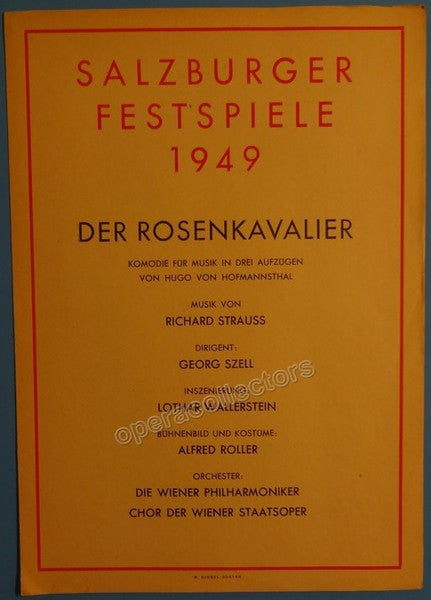 SALZBURGER
FESTSPIELE
1949
DER ROSENKAVALIER
KOMÖDIE FÜR MUSIK IN DREI AUFZÜGEN
VON HUGO VON HOFMANNSTHAL
MUSIK VON
RICHARD STRAUSS
DIRIGENT:
GEORG SZELL
INSZENIERUNG:
LOTHAR WALLERSTEIN
operacollectors
BÜHNENBILD UND KOSTÜME:
ALFRED ROLLER
ORCHESTER:
DIE WIENER PHILHARMONIKER
CHOR DER WIENER STAATSOPER